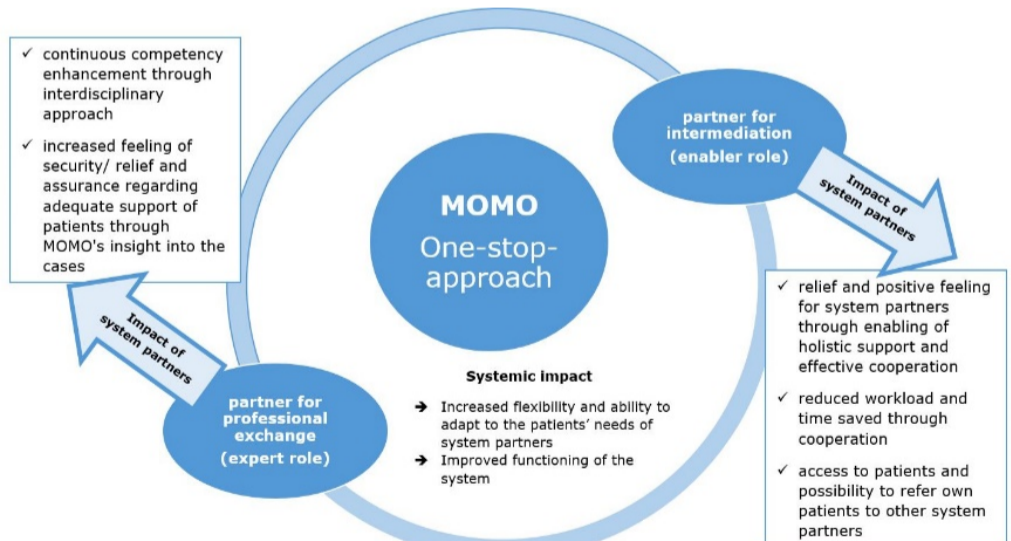 ✓ continuous competency
enhancement through
interdisciplinary
approach
✓ increased feeling of
security/ relief and
assurance regarding
adequate support of
patients through
MOMO's insight into the
cases
partner for
intermediation
(enabler role)
Impact of
system partners
MOMO
One-stop-
approach
✓ relief and positive feeling
for system partners
through enabling of
holistic support and
effective cooperation
✓ reduced workload and
time saved through
cooperation
✓ access to patients and
possibility to refer own
patients to other system
partners
Impact of
system partners
partner for
professional
exchange
(expert role)
Systemic impact
➔ Increased flexibility and ability to
adapt to the patients’ needs of
system partners
➔ Improved functioning of the
system